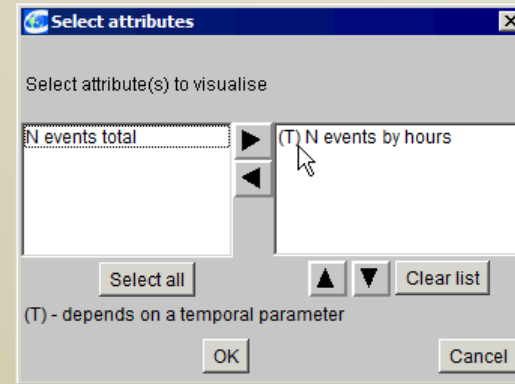 Select attributes
Select attribute(s) to visualise
N events total
(T) N events by hours
Select all
Clear list
(T) - depends on a temporal parameter
OK
Cancel